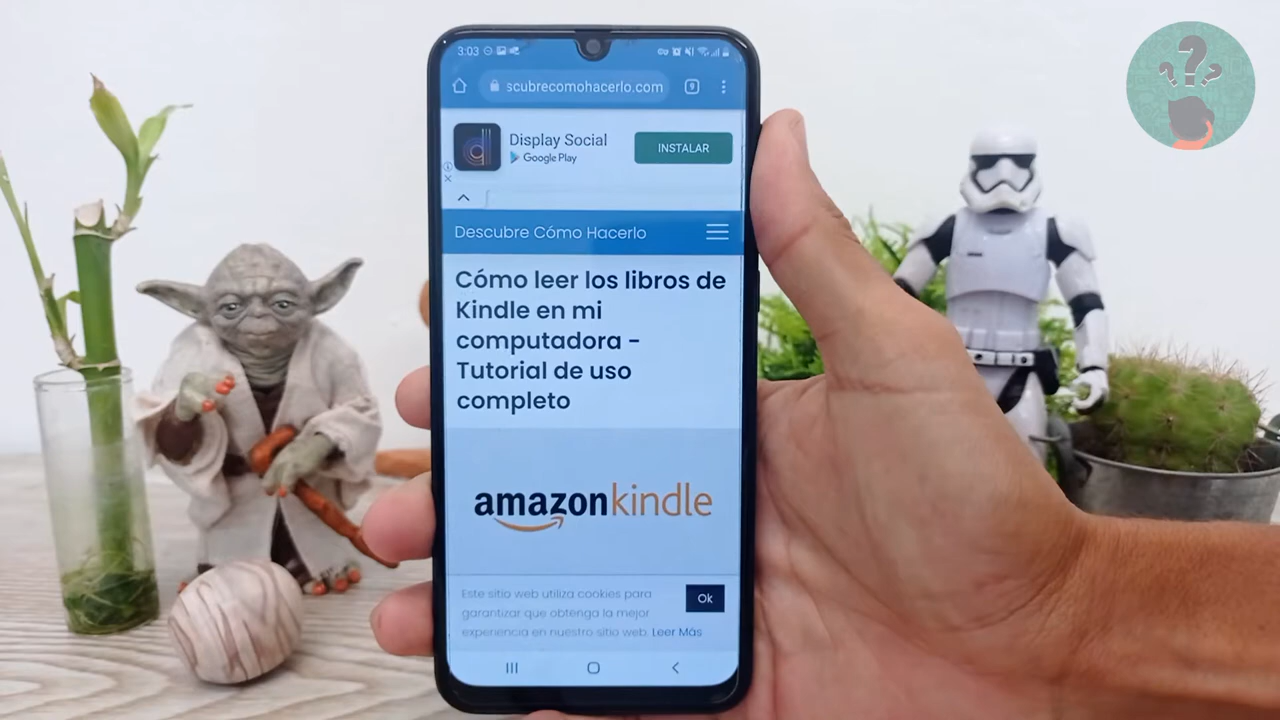 3:03
scubrecomohacerlo.com
9
Display Social
Google Play
INSTALAR
Descubre Cómo Hacerlo
Cómo leer los libros de
Kindle en mi
computadora -
Tutorial de uso
completo
amazonkindle
Este sitio web utiliza cookies para
garantizar que obtenga la mejor
experiencia en nuestro sitio web. Leer Más
Ok